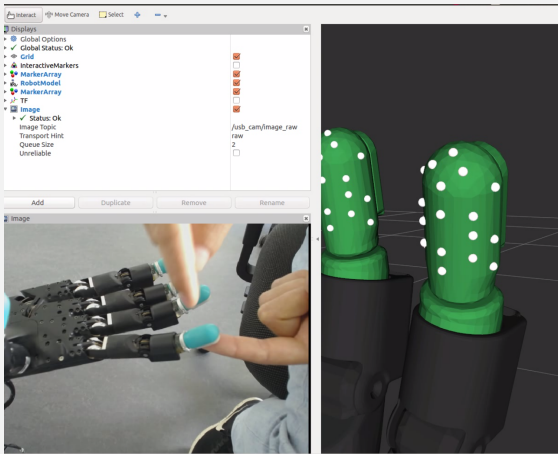 Interact Move Camera Select
Displays
Global Options
Global Status: Ok
Grid
InteractiveMarkers
MarkerArray
RobotModel
MarkerArray
TF
Image
Status: Ok
Image Topic /usb_cam/image_raw
Transport Hint raw
Queue Size 2
Unreliable
Add Duplicate Remove Rename
Image